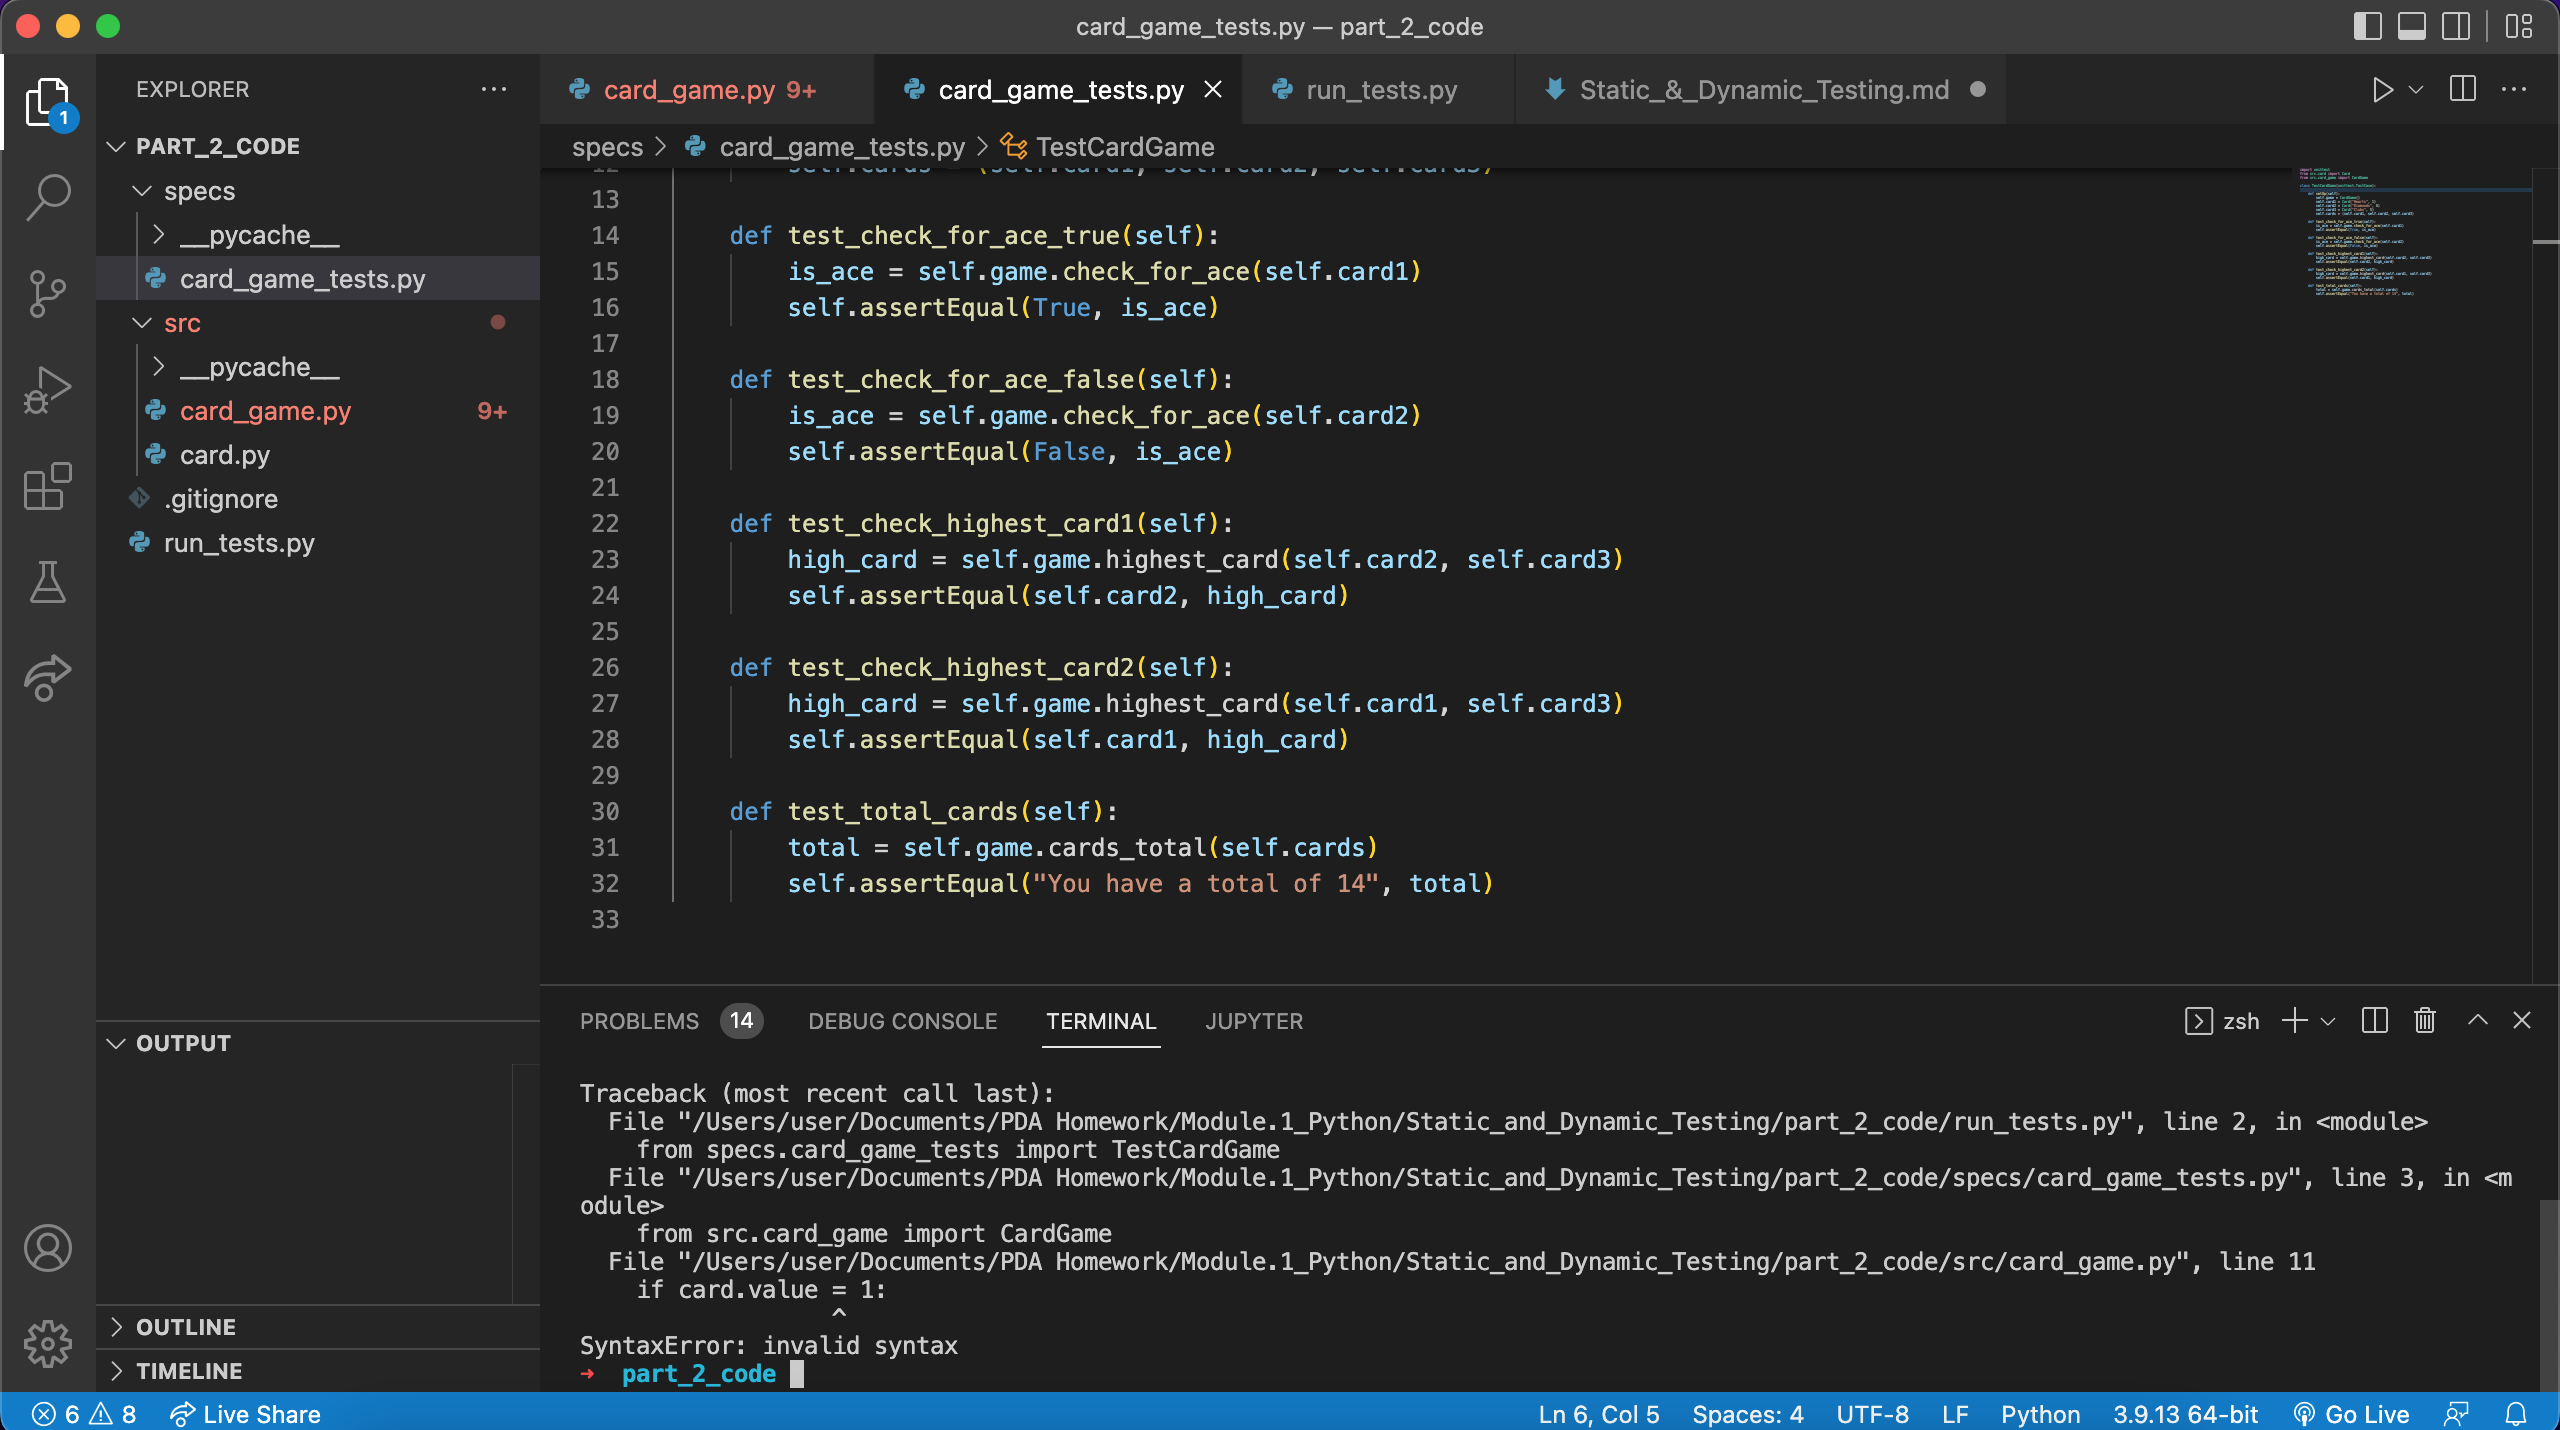 card_game_tests.py — part_2_code
EXPLORER
card_game.py 9+
card_game_tests.py
run_tests.py
Static_&_Dynamic_Testing.md
1
PART_2_CODE
specs
__pycache__
card_game_tests.py
src
__pycache__
card_game.py 9+
card.py
.gitignore
run_tests.py
OUTPUT
OUTLINE
TIMELINE
specs > card_game_tests.py > TestCardGame
12 self.cards = (self.card1, self.card2, self.card3)
13
14 def test_check_for_ace_true(self):
15 is_ace = self.game.check_for_ace(self.card1)
16 self.assertEqual(True, is_ace)
17
18 def test_check_for_ace_false(self):
19 is_ace = self.game.check_for_ace(self.card2)
20 self.assertEqual(False, is_ace)
21
22 def test_check_highest_card1(self):
23 high_card = self.game.highest_card(self.card2, self.card3)
24 self.assertEqual(self.card2, high_card)
25
26 def test_check_highest_card2(self):
27 high_card = self.game.highest_card(self.card1, self.card3)
28 self.assertEqual(self.card1, high_card)
29
30 def test_total_cards(self):
31 total = self.game.cards_total(self.cards)
32 self.assertEqual("You have a total of 14", total)
33
PROBLEMS 14 DEBUG CONSOLE TERMINAL JUPYTER
zsh
Traceback (most recent call last):
File "/Users/user/Documents/PDA Homework/Module.1_Python/Static_and_Dynamic_Testing/part_2_code/run_tests.py", line 2, in <module>
from specs.card_game_tests import TestCardGame
File "/Users/user/Documents/PDA Homework/Module.1_Python/Static_and_Dynamic_Testing/part_2_code/specs/card_game_tests.py", line 3, in <m
odule>
from src.card_game import CardGame
File "/Users/user/Documents/PDA Homework/Module.1_Python/Static_and_Dynamic_Testing/part_2_code/src/card_game.py", line 11
if card.value = 1:
^
SyntaxError: invalid syntax
➜ part_2_code
6 8 Live Share
Ln 6, Col 5 Spaces: 4 UTF-8 LF Python 3.9.13 64-bit Go Live